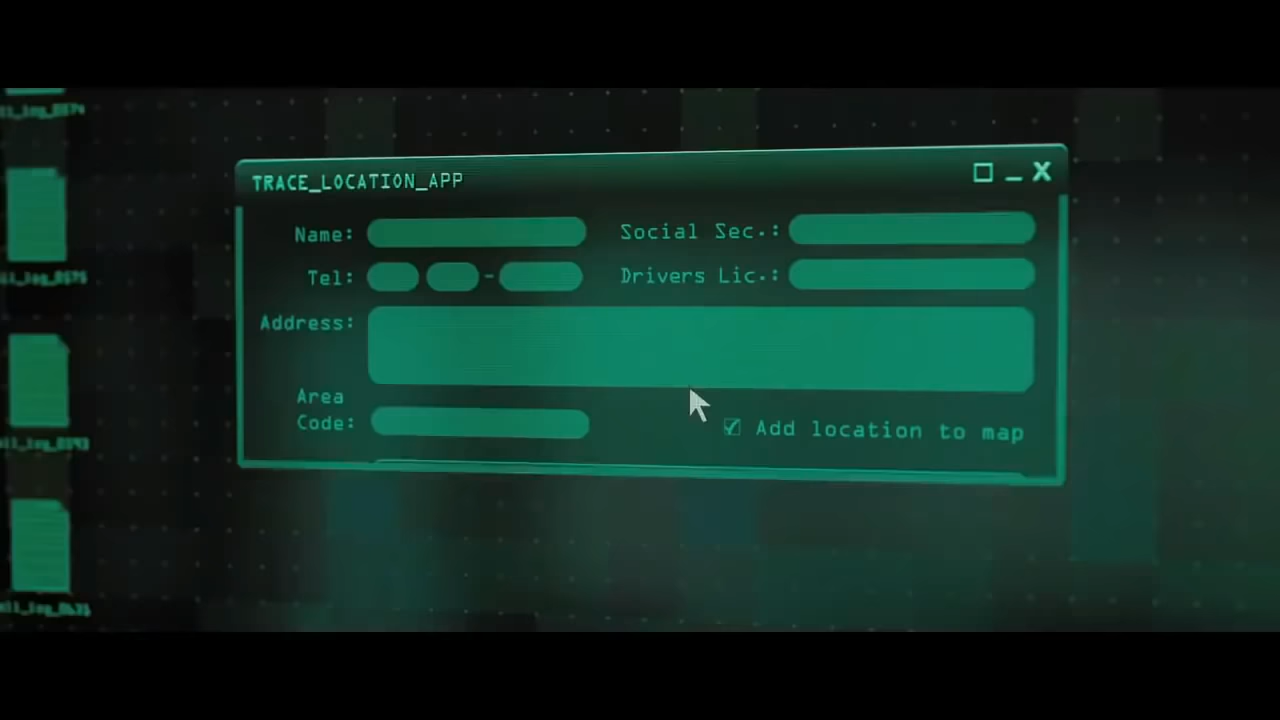 TRACE_LOCATION_APP
Name:
Social Sec.:
Tel: -
Drivers Lic.:
Address:
Area
Code:
Add location to map